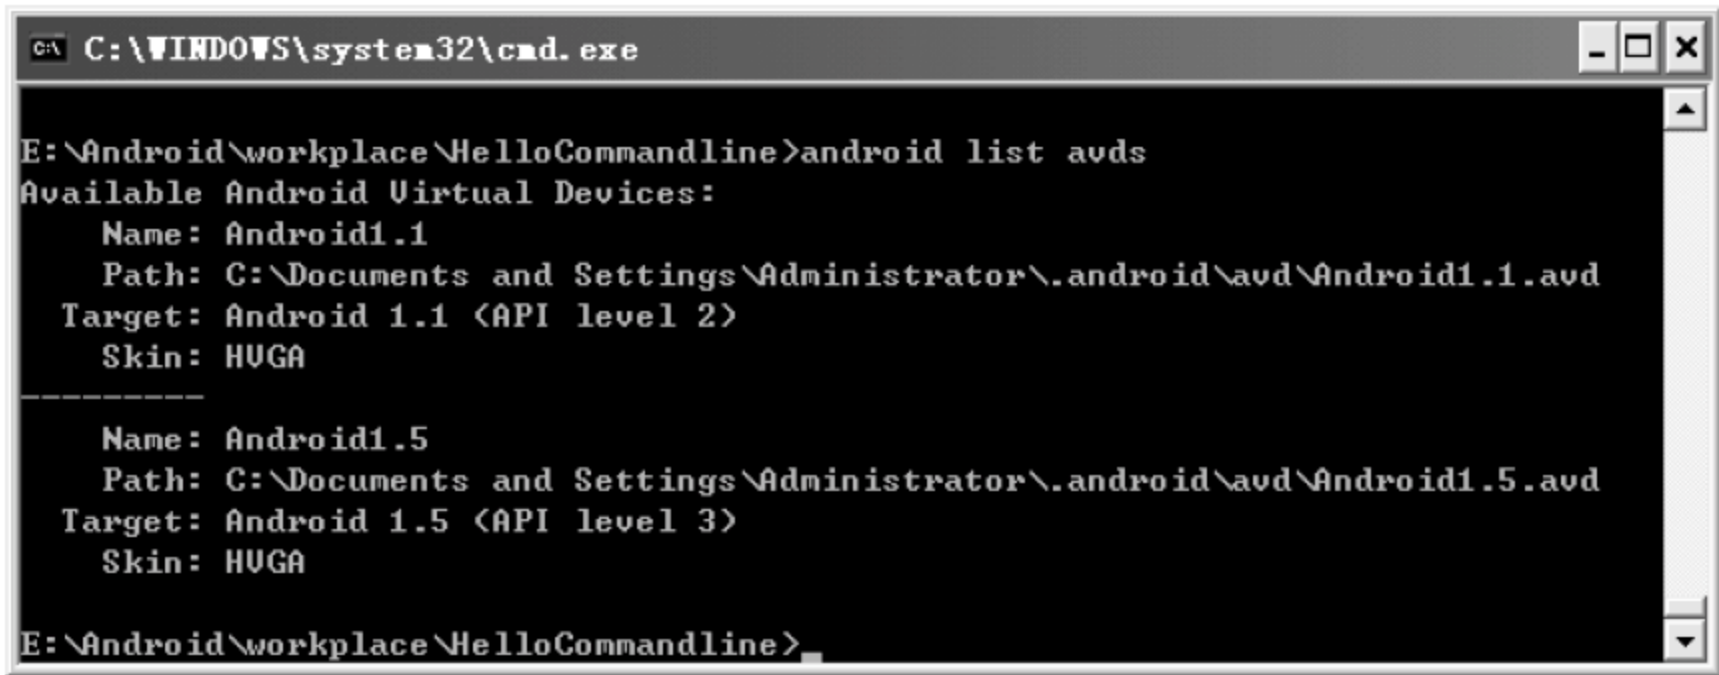 C:\WINDOWS\system32\cmd.exe
E:\Android\workplace\HelloCommandline>android list avds
Available Android Virtual Devices:
    Name: Android1.1
    Path: C:\Documents and Settings\Administrator\.android\avd\Android1.1.avd
  Target: Android 1.1 (API level 2)
    Skin: HVGA
---------
    Name: Android1.5
    Path: C:\Documents and Settings\Administrator\.android\avd\Android1.5.avd
  Target: Android 1.5 (API level 3)
    Skin: HVGA
E:\Android\workplace\HelloCommandline>_